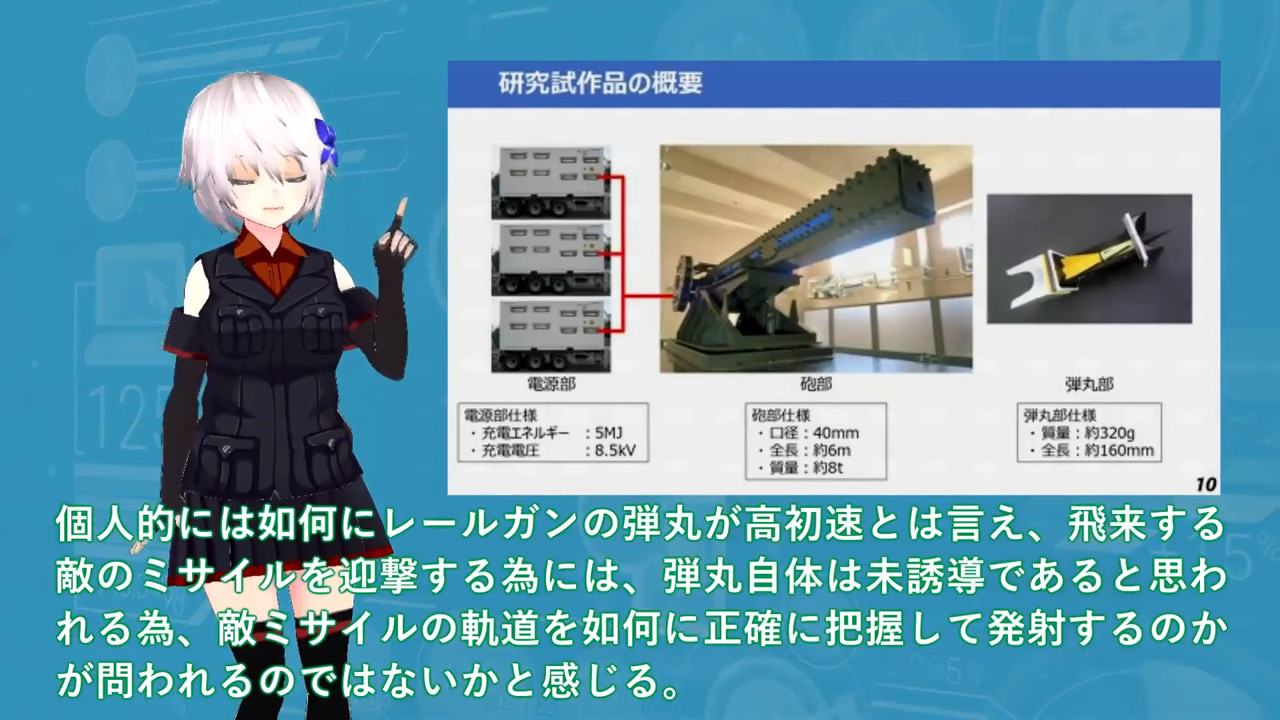 研究試作品の概要
電源部
砲部
弾丸部
電源部仕様
・充電エネルギー ：5MJ
・充電電圧 ：8.5kV
砲部仕様
・口径：40mm
・全長：約6m
・質量：約8t
弾丸部仕様
・質量：約320g
・全長：約160mm
10
125
個人的には如何にレールガンの弾丸が高初速とは言え、飛来する
敵のミサイルを迎撃する為には、弾丸自体は未誘導であると思わ
れる為、敵ミサイルの軌道を如何に正確に把握して発射するのか
が問われるのではないかと感じる。